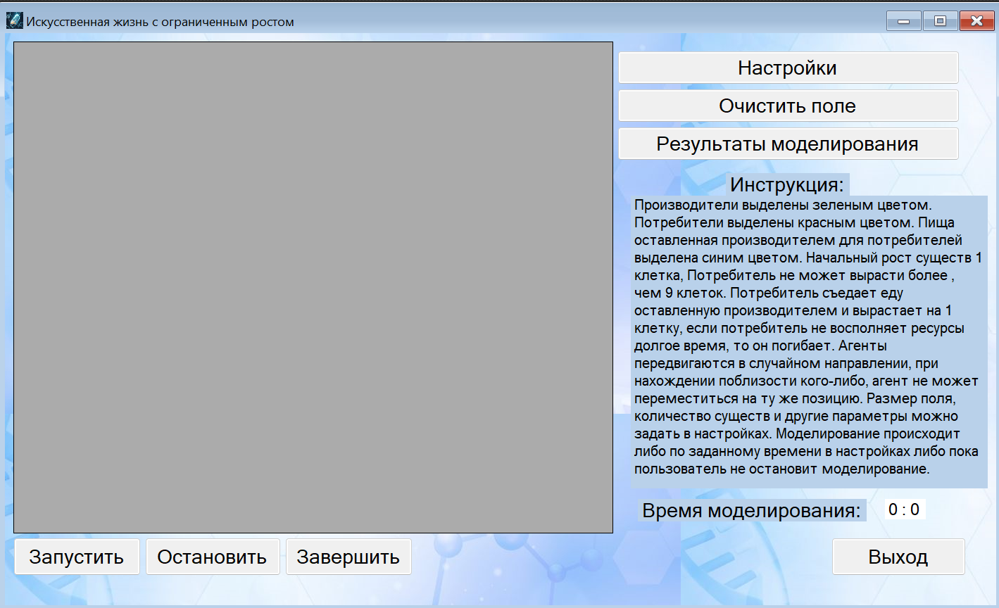 Искусственная жизнь с ограниченным ростом
Настройки
Очистить поле
Результаты моделирования
Инструкция:
Производители выделены зеленым цветом.
Потребители выделены красным цветом. Пища
оставленная производителем для потребителей
выделена синим цветом. Начальный рост существ 1
клетка, Потребитель не может вырасти более ,
чем 9 клеток. Потребитель съедает еду
оставленную производителем и вырастает на 1
клетку, если потребитель не восполняет ресурсы
долгое время, то он погибает. Агенты
передвигаются в случайном направлении, при
нахождении поблизости кого-либо, агент не может
переместиться на ту же позицию. Размер поля,
количество существ и другие параметры можно
задать в настройках. Моделирование происходит
либо по заданному времени в настройках либо пока
пользователь не остановит моделирование.
Время моделирования: 0 : 0
Запустить Остановить Завершить Выход